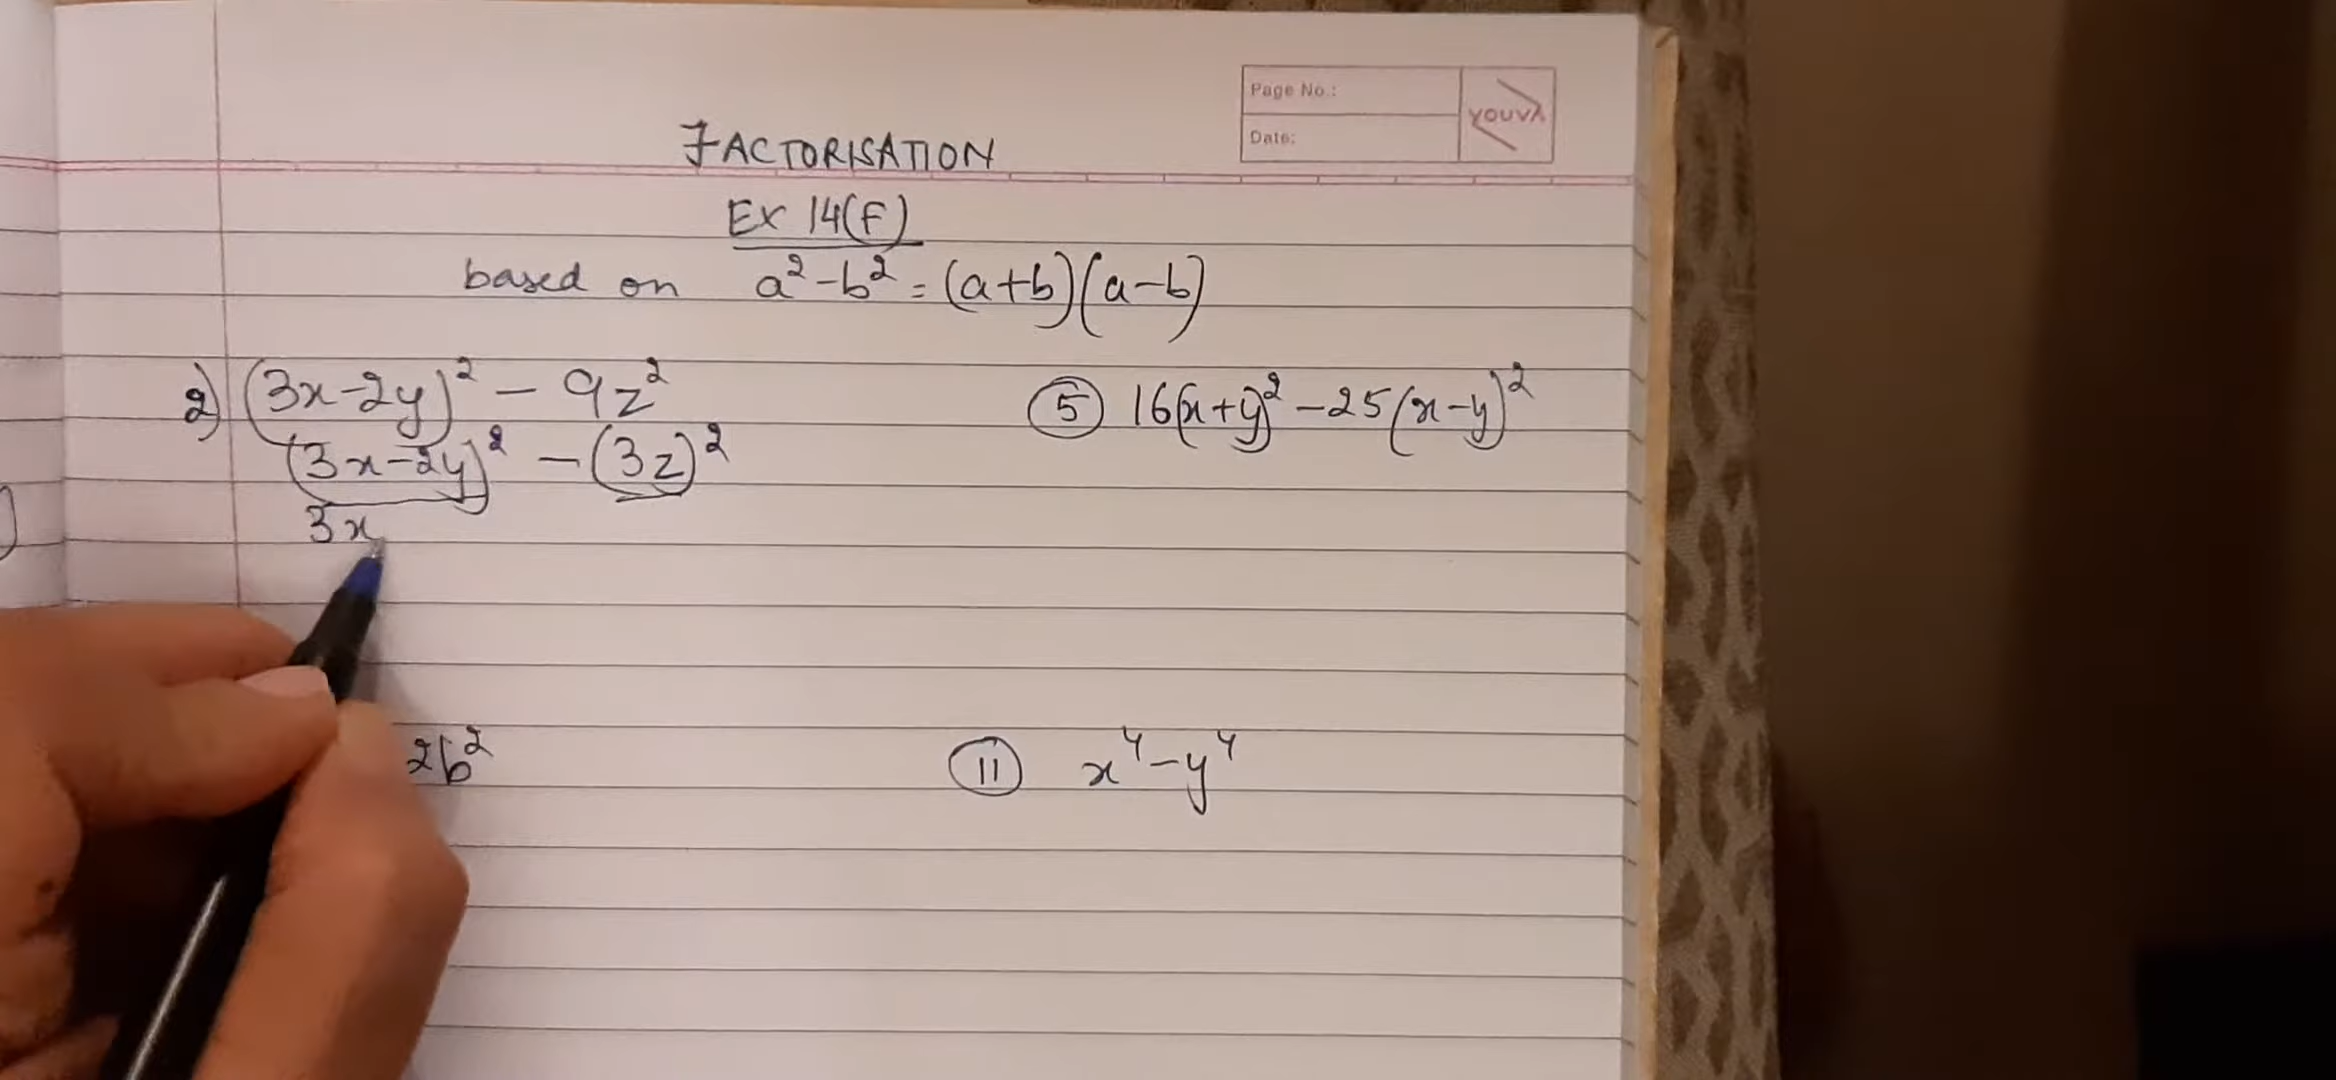 Page No.:
Date:
YOUVA
FACTORISATION
Ex 14(F)
based on a² - b² = (a+b)(a-b)
2) (3x-2y)² - 9z²
(3x-2y)² - (3z)²
3x
⑤ 16(x+y)² - 25(x-y)²
2b²
⑪ x⁴ - y⁴